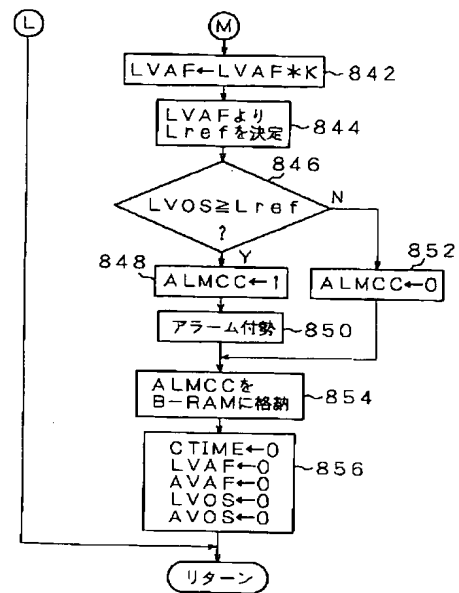 L
M
LVAF←LVAF*K
842
LVAFより
Lrefを決定
844
846
LVOS≧Lref
?
N
Y
848
ALMCC←1
852
ALMCC←0
アラーム付勢
850
ALMCCを
B-RAMに格納
854
CTIME←0
LVAF←0
AVAF←0
LVOS←0
AVOS←0
856
リターン